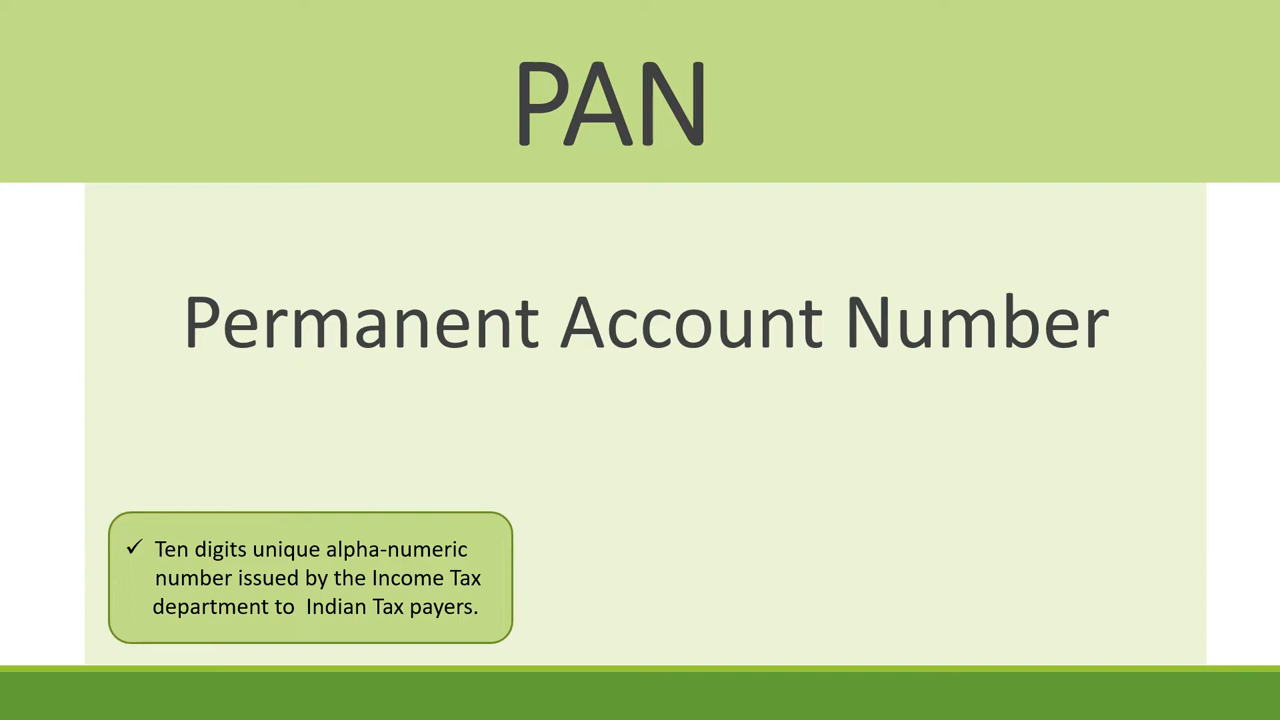 PAN
Permanent Account Number
✓ Ten digits unique alpha-numeric
number issued by the Income Tax
department to  Indian Tax payers.